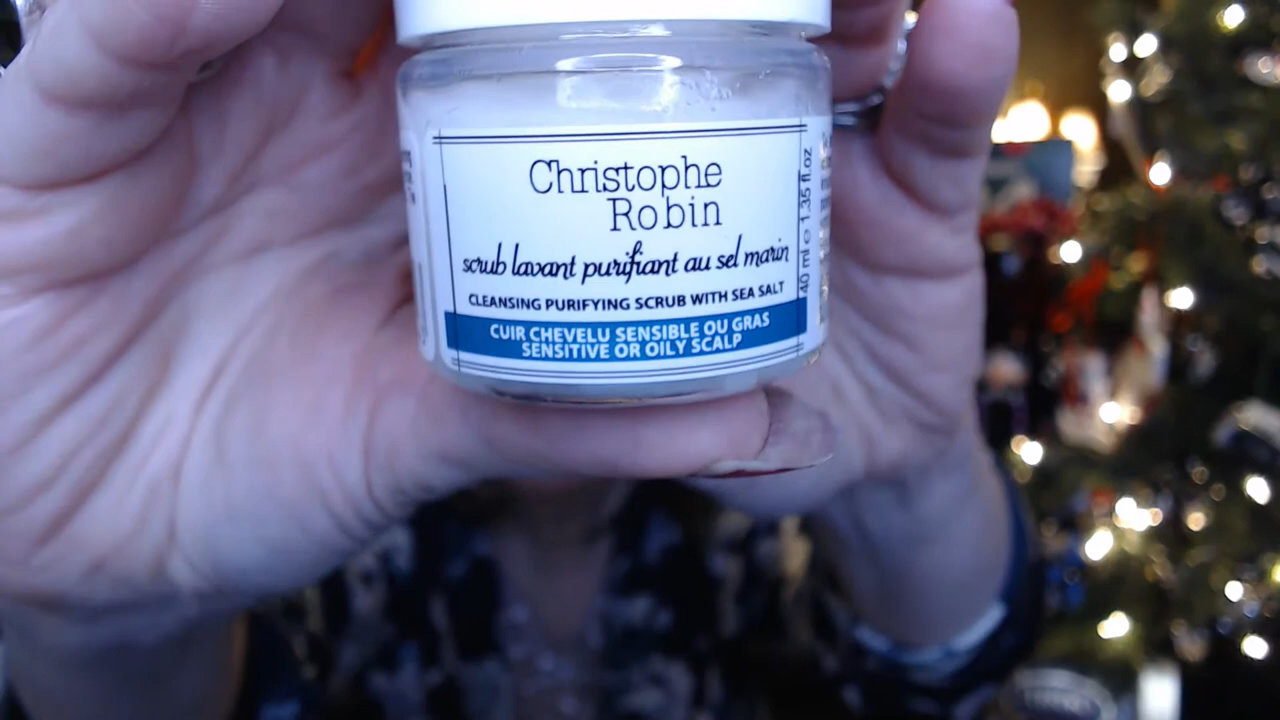 Christophe
Robin
scrub lavant purifiant au sel marin
CLEANSING PURIFYING SCRUB WITH SEA SALT
CUIR CHEVELU SENSIBLE OU GRAS
SENSITIVE OR OILY SCALP
40 ml e 1.35 fl.oz